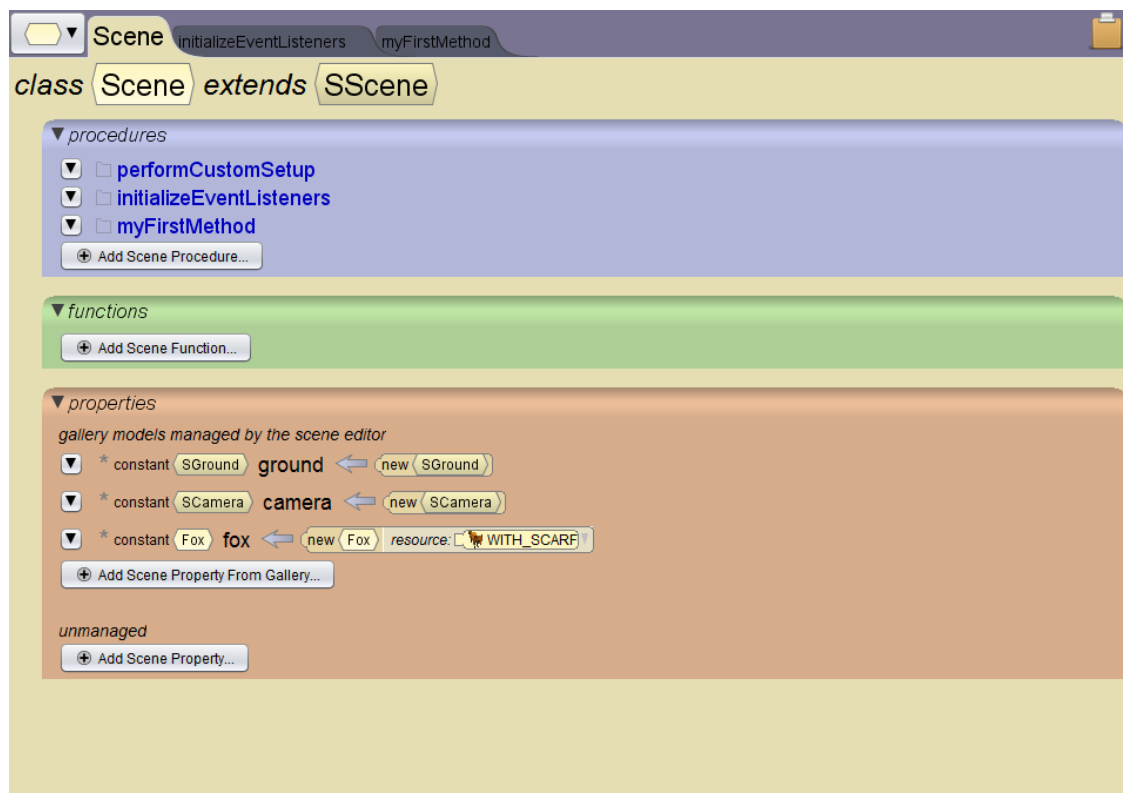 Scene initializeEventListeners myFirstMethod
class Scene extends SScene
procedures
performCustomSetup
initializeEventListeners
myFirstMethod
Add Scene Procedure...
functions
Add Scene Function...
properties
gallery models managed by the scene editor
* constant SGround ground new SGround
* constant SCamera camera new SCamera
* constant Fox fox new Fox resource: WITH_SCARF
Add Scene Property From Gallery...
unmanaged
Add Scene Property...